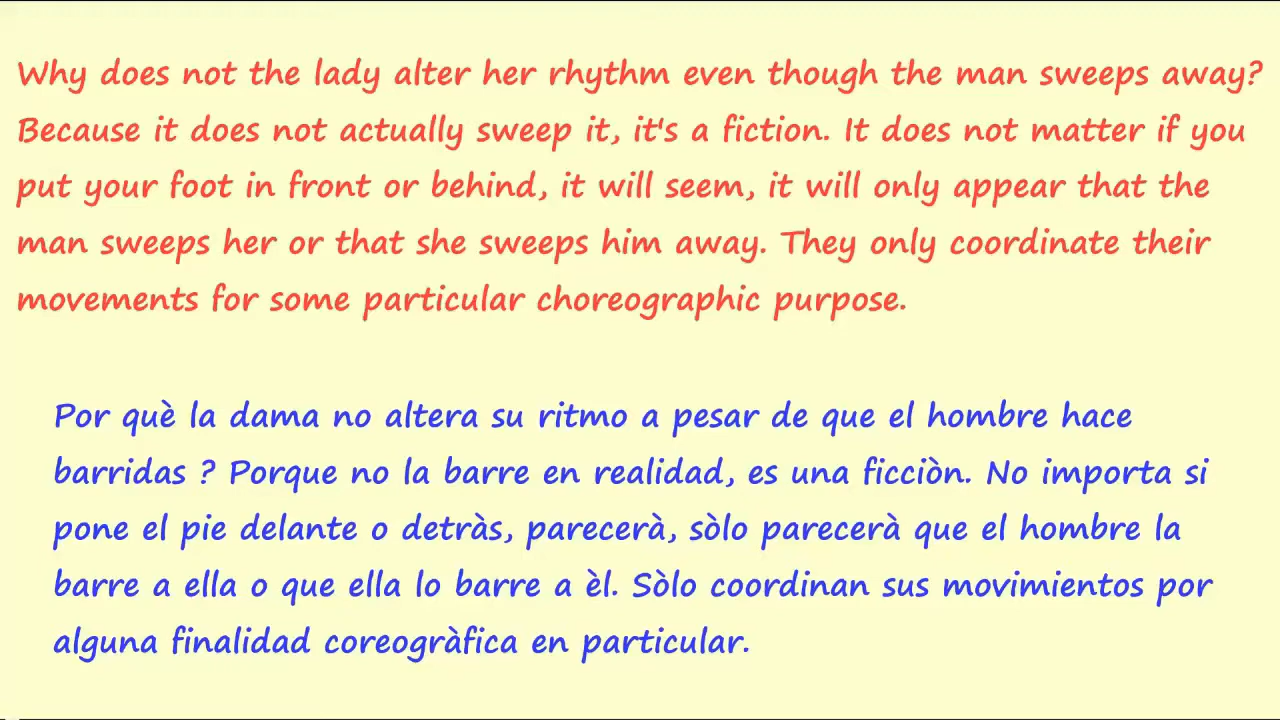 Why does not the lady alter her rhythm even though the man sweeps away?
Because it does not actually sweep it, it's a fiction. It does not matter if you
put your foot in front or behind, it will seem, it will only appear that the
man sweeps her or that she sweeps him away. They only coordinate their
movements for some particular choreographic purpose.
Por què la dama no altera su ritmo a pesar de que el hombre hace
barridas ? Porque no la barre en realidad, es una ficciòn. No importa si
pone el pie delante o detràs, parecerà, sòlo parecerà que el hombre la
barre a ella o que ella lo barre a èl. Sòlo coordinan sus movimientos por
alguna finalidad coreogràfica en particular.